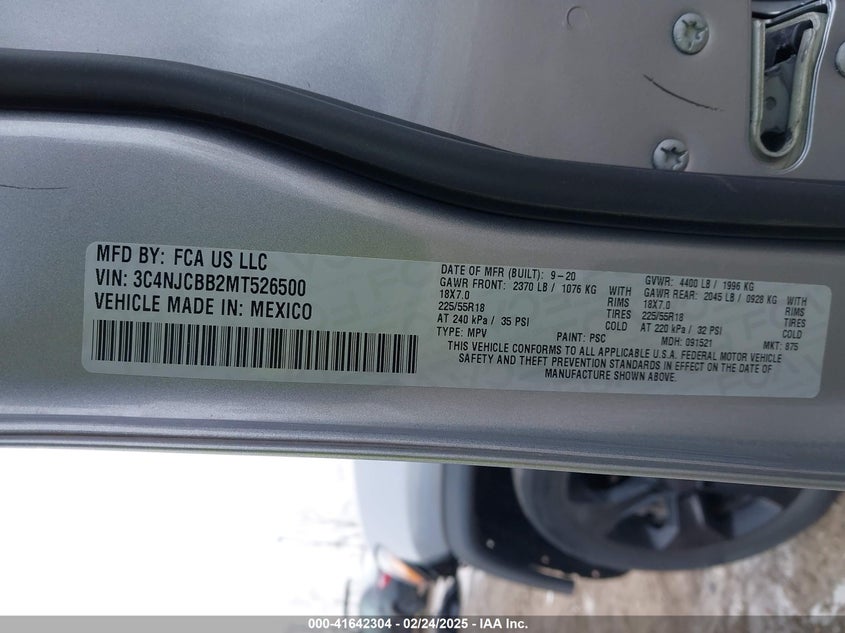 MFD BY: FCA US LLC
VIN: 3C4NJCBB2MT526500
VEHICLE MADE IN: MEXICO
DATE OF MFR (BUILT): 9-20 GVWR: 4400 LB / 1996 KG
GAWR FRONT: 2370 LB / 1076 KG WITH GAWR REAR: 2045 LB / 0928 KG WITH
18X7.0 RIMS 18X7.0 RIMS
225/55R18 TIRES 225/55R18 TIRES
AT 240 kPa / 35 PSI COLD AT 220 kPa / 32 PSI COLD
TYPE: MPV PAINT: PSC MDH: 091521 MKT: 875
THIS VEHICLE CONFORMS TO ALL APPLICABLE U.S.A. FEDERAL MOTOR VEHICLE
SAFETY AND THEFT PREVENTION STANDARDS IN EFFECT ON THE DATE OF
MANUFACTURE SHOWN ABOVE.
000-41642304 - 02/24/2025 - IAA Inc.